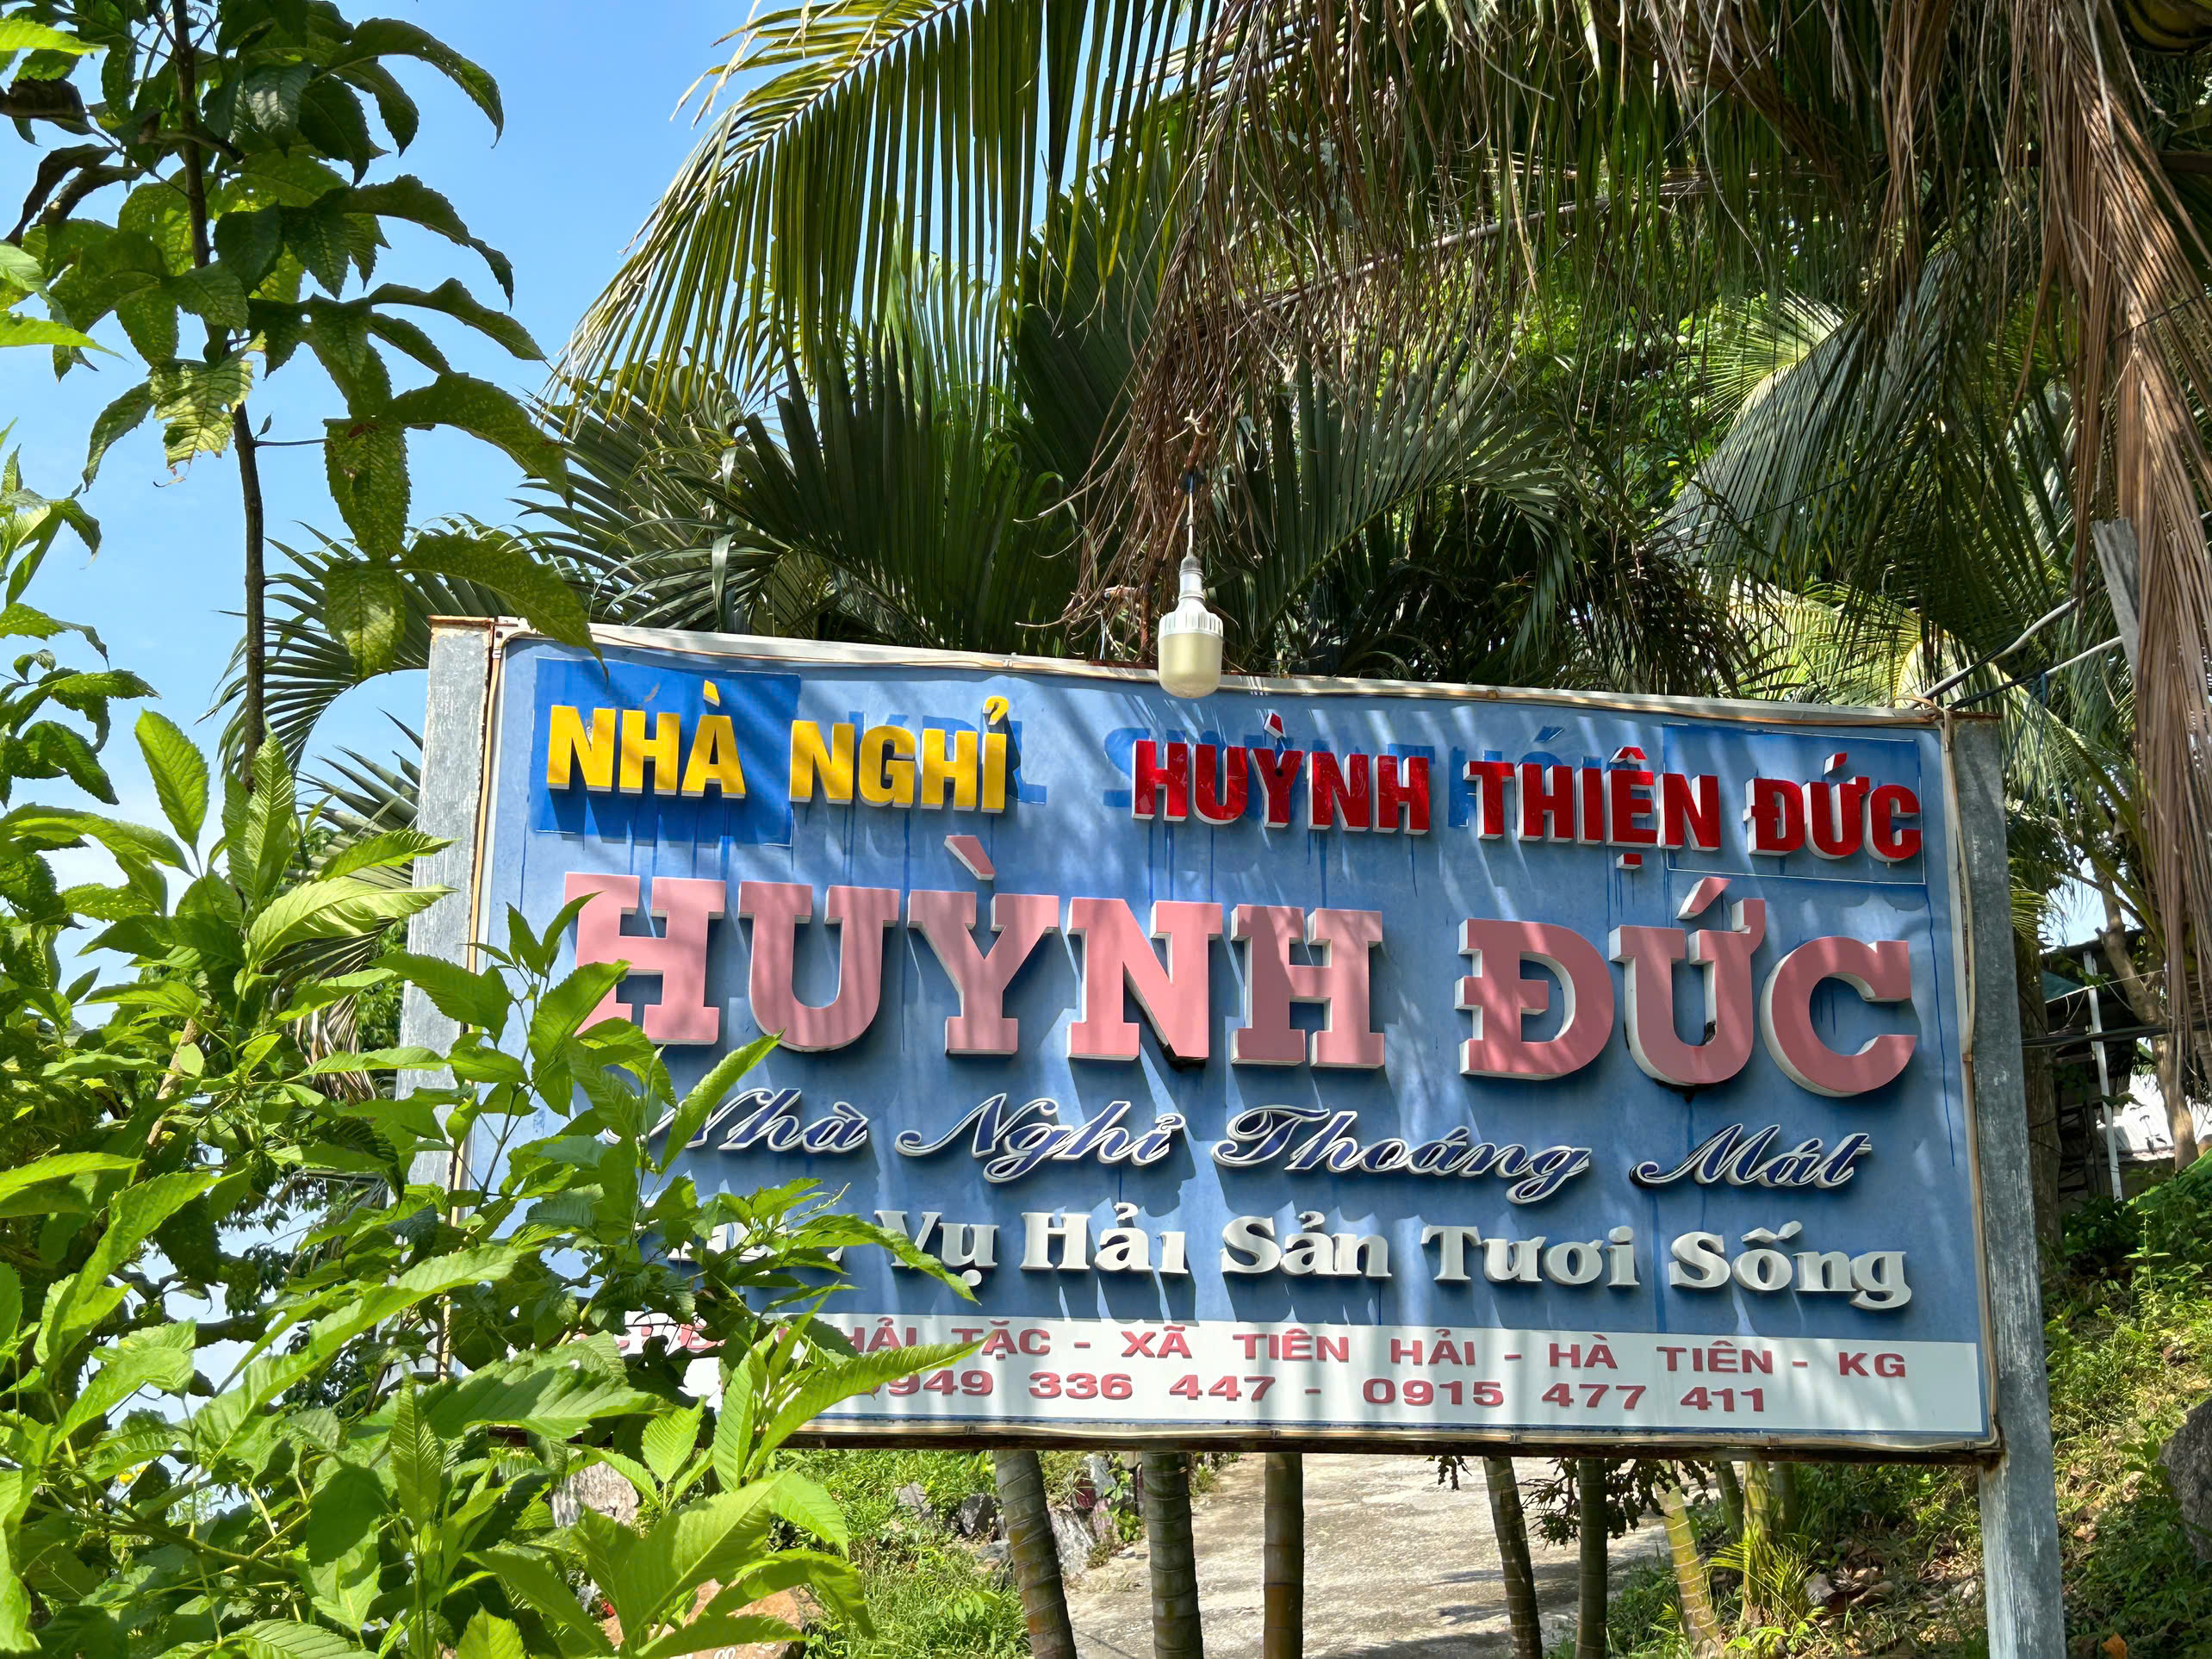 NHÀ NGHỈ HUỲNH THIỆN ĐỨC
HUỲNH ĐỨC
Nhà Nghỉ Thoáng Mát
Vụ Hải Sản Tươi Sống
HẢI TẶC - XÃ TIÊN HẢI - HÀ TIÊN - KG
0949 336 447 - 0915 477 411